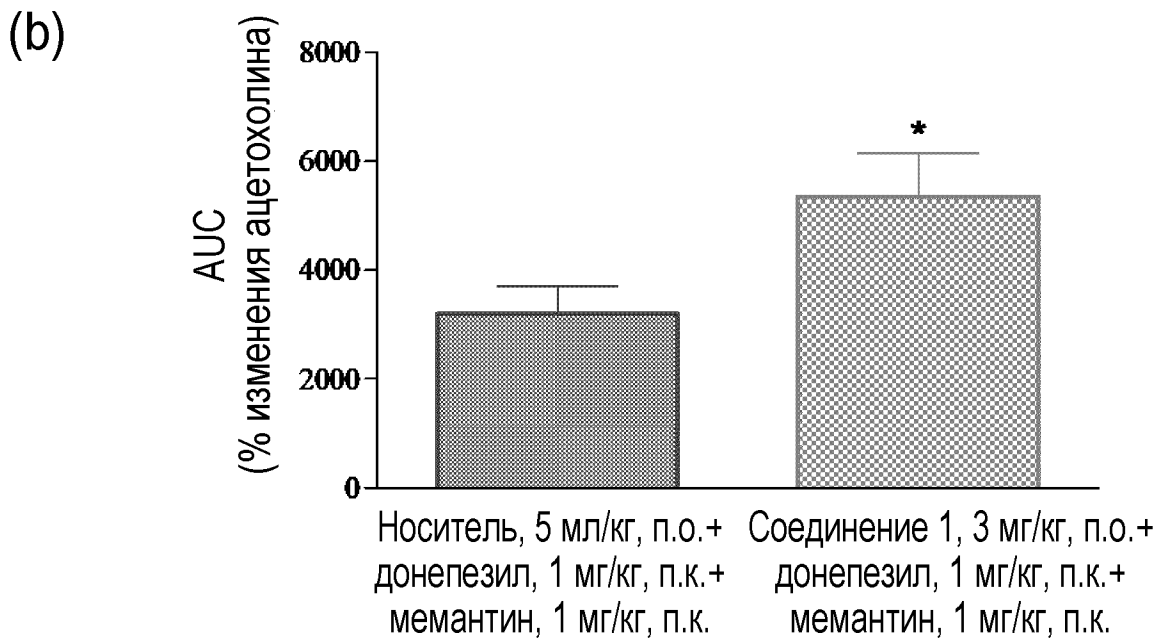 (b)
AUC
(% изменения ацетохолина)
8000
6000
4000
2000
0
*
Носитель, 5 мл/кг, п.о.+
донепезил, 1 мг/кг, п.к.+
мемантин, 1 мг/кг, п.к.
Соединение 1, 3 мг/кг, п.о.+
донепезил, 1 мг/кг, п.к.+
мемантин, 1 мг/кг, п.к.